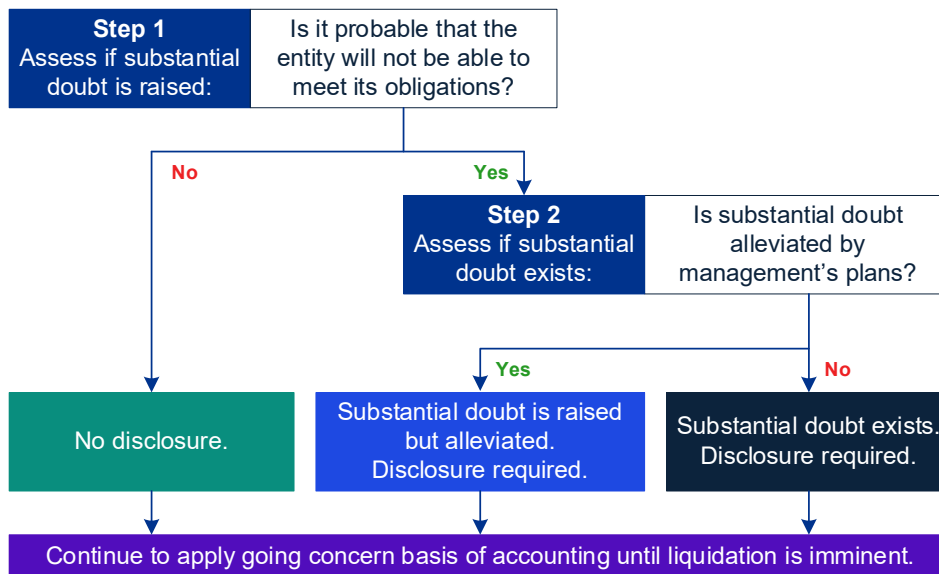 Step 1
Assess if substantial
doubt is raised:
Is it probable that the
entity will not be able to
meet its obligations?
No
Yes
Step 2
Assess if substantial
doubt exists:
Is substantial doubt
alleviated by
management’s plans?
Yes
No
No disclosure.
Substantial doubt is raised
but alleviated.
Disclosure required.
Substantial doubt exists.
Disclosure required.
Continue to apply going concern basis of accounting until liquidation is imminent.